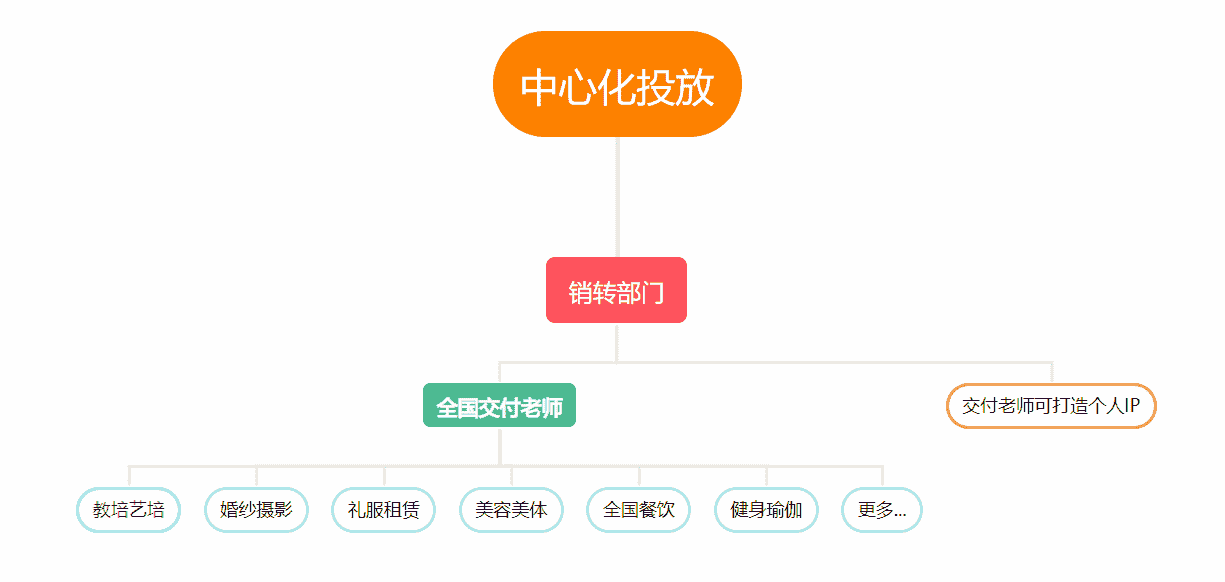 中心化投放
销转部门
全国交付老师
交付老师可打造个人IP
教培艺培
婚纱摄影
礼服租赁
美容美体
全国餐饮
健身瑜伽
更多...